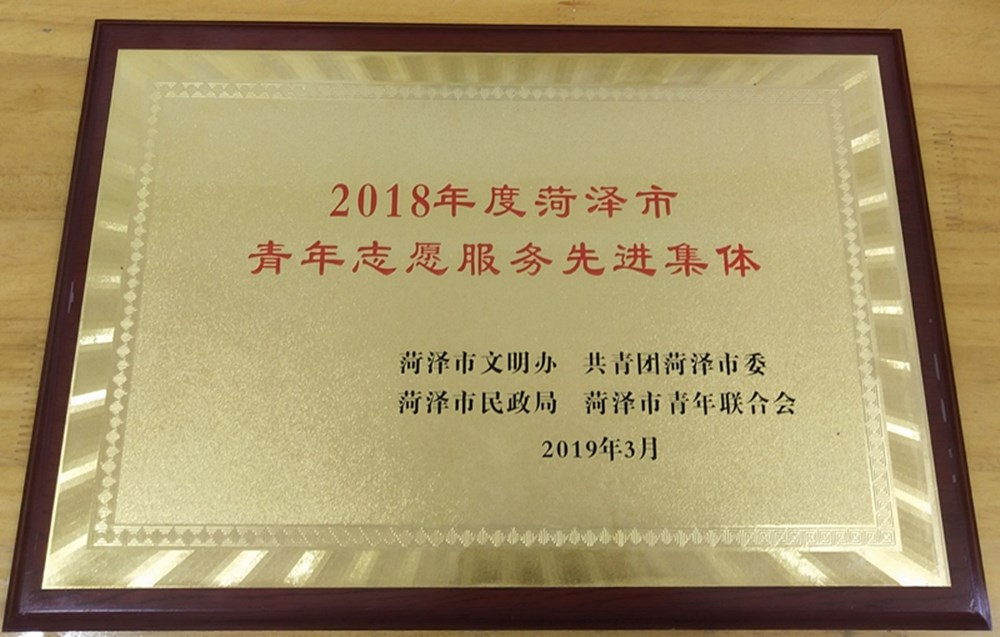 2018年度菏泽市
青年志愿服务先进集体
菏泽市文明办 共青团菏泽市委
菏泽市民政局 菏泽市青年联合会
2019年3月